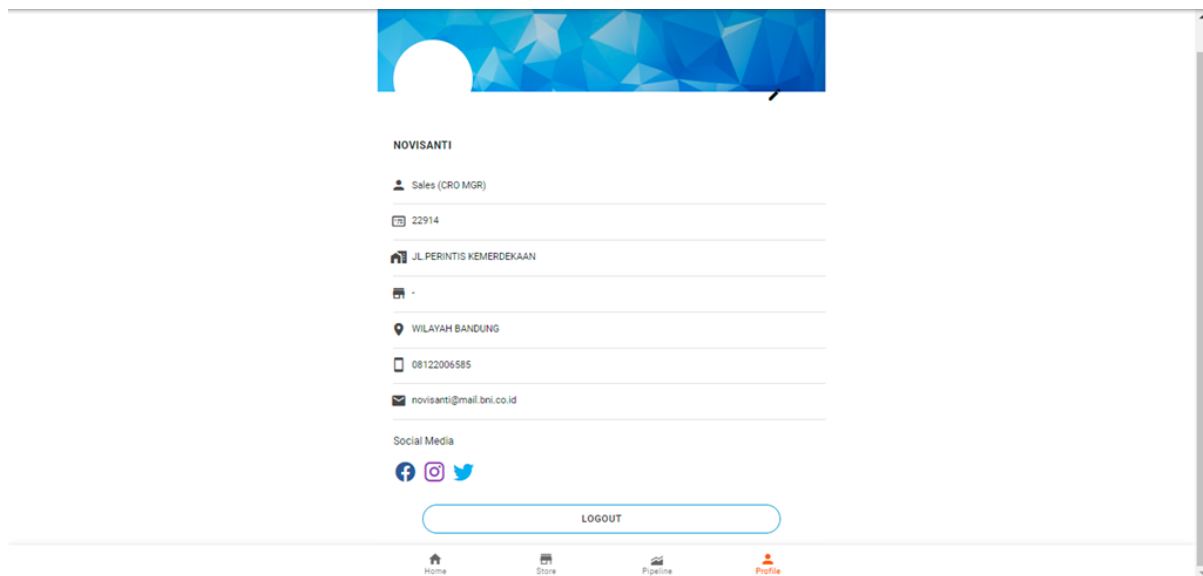 NOVISANTI
Sales (CRO MGR)
22914
JL.PERINTIS KEMERDEKAAN
-
WILAYAH BANDUNG
08122006585
novisanti@mail.bni.co.id
Social Media
LOGOUT
Home Store Pipeline Profile